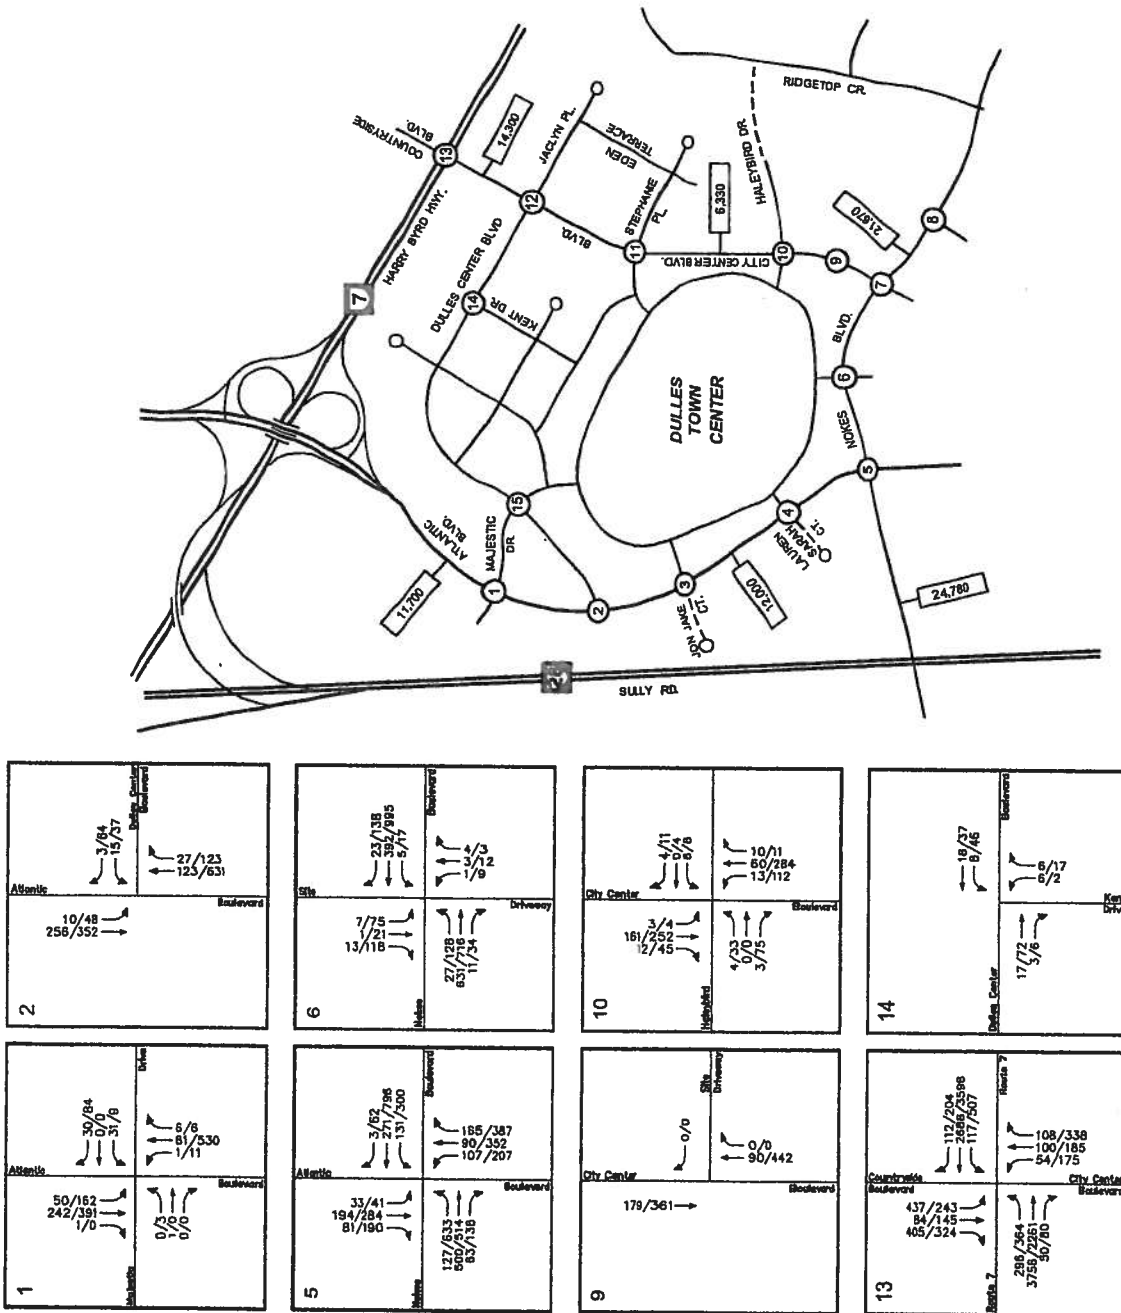 COUNTRYSIDE
BLVD.
13
14,300
HARRY BYRD HWY.
7
DULLES CENTER BLVD
12
JACLYN PL.
EDEN
TERRACE
BLVD.
STEPHANIE
PL.
11
6,330
CITY CENTER BLVD.
HALEYBIRD DR.
RIDGETOP CR.
10
9
21,670
8
7
BLVD.
6
NOKES
5
14
KENT DR.
DULLES
TOWN
CENTER
ATLANTIC
BLVD.
MAJESTIC
DR.
15
11,700
1
2
3
JON JAKE
CT.
12,000
4
LAUREN
SARAH
CT.
24,780
SULLY RD.
2
Atlantic
Boulevard
Dulles Center
Boulevard
3/64
15/37
27/123
123/631
10/48
256/352
6
Site
Driveway
Nokes
Boulevard
23/138
392/995
5/17
4/3
3/12
1/9
7/75
1/21
13/118
27/128
631/716
11/34
10
City Center
Boulevard
Haleybird
4/11
0/4
6/8
10/11
60/284
13/112
3/4
161/252
12/45
4/33
0/0
3/75
14
Dulles Center
Boulevard
18/37
8/46
6/17
6/2
17/72
3/6
1
Atlantic
Boulevard
Majestic
Drive
30/84
0/0
31/9
6/6
81/530
1/11
50/162
242/391
1/0
0/3
1/0
0/0
5
Atlantic
Boulevard
Nokes
Boulevard
3/62
271/796
131/300
165/387
90/352
107/207
33/41
194/284
81/190
127/633
500/514
63/138
9
City Center
Boulevard
Site
Driveway
0/0
0/0
90/442
179/361
13
Countryside
Boulevard
City Center
Boulevard
Route 7
Route 7
112/204
2686/3596
117/507
108/338
100/185
54/175
437/243
84/145
405/324
296/364
3756/2261
50/80